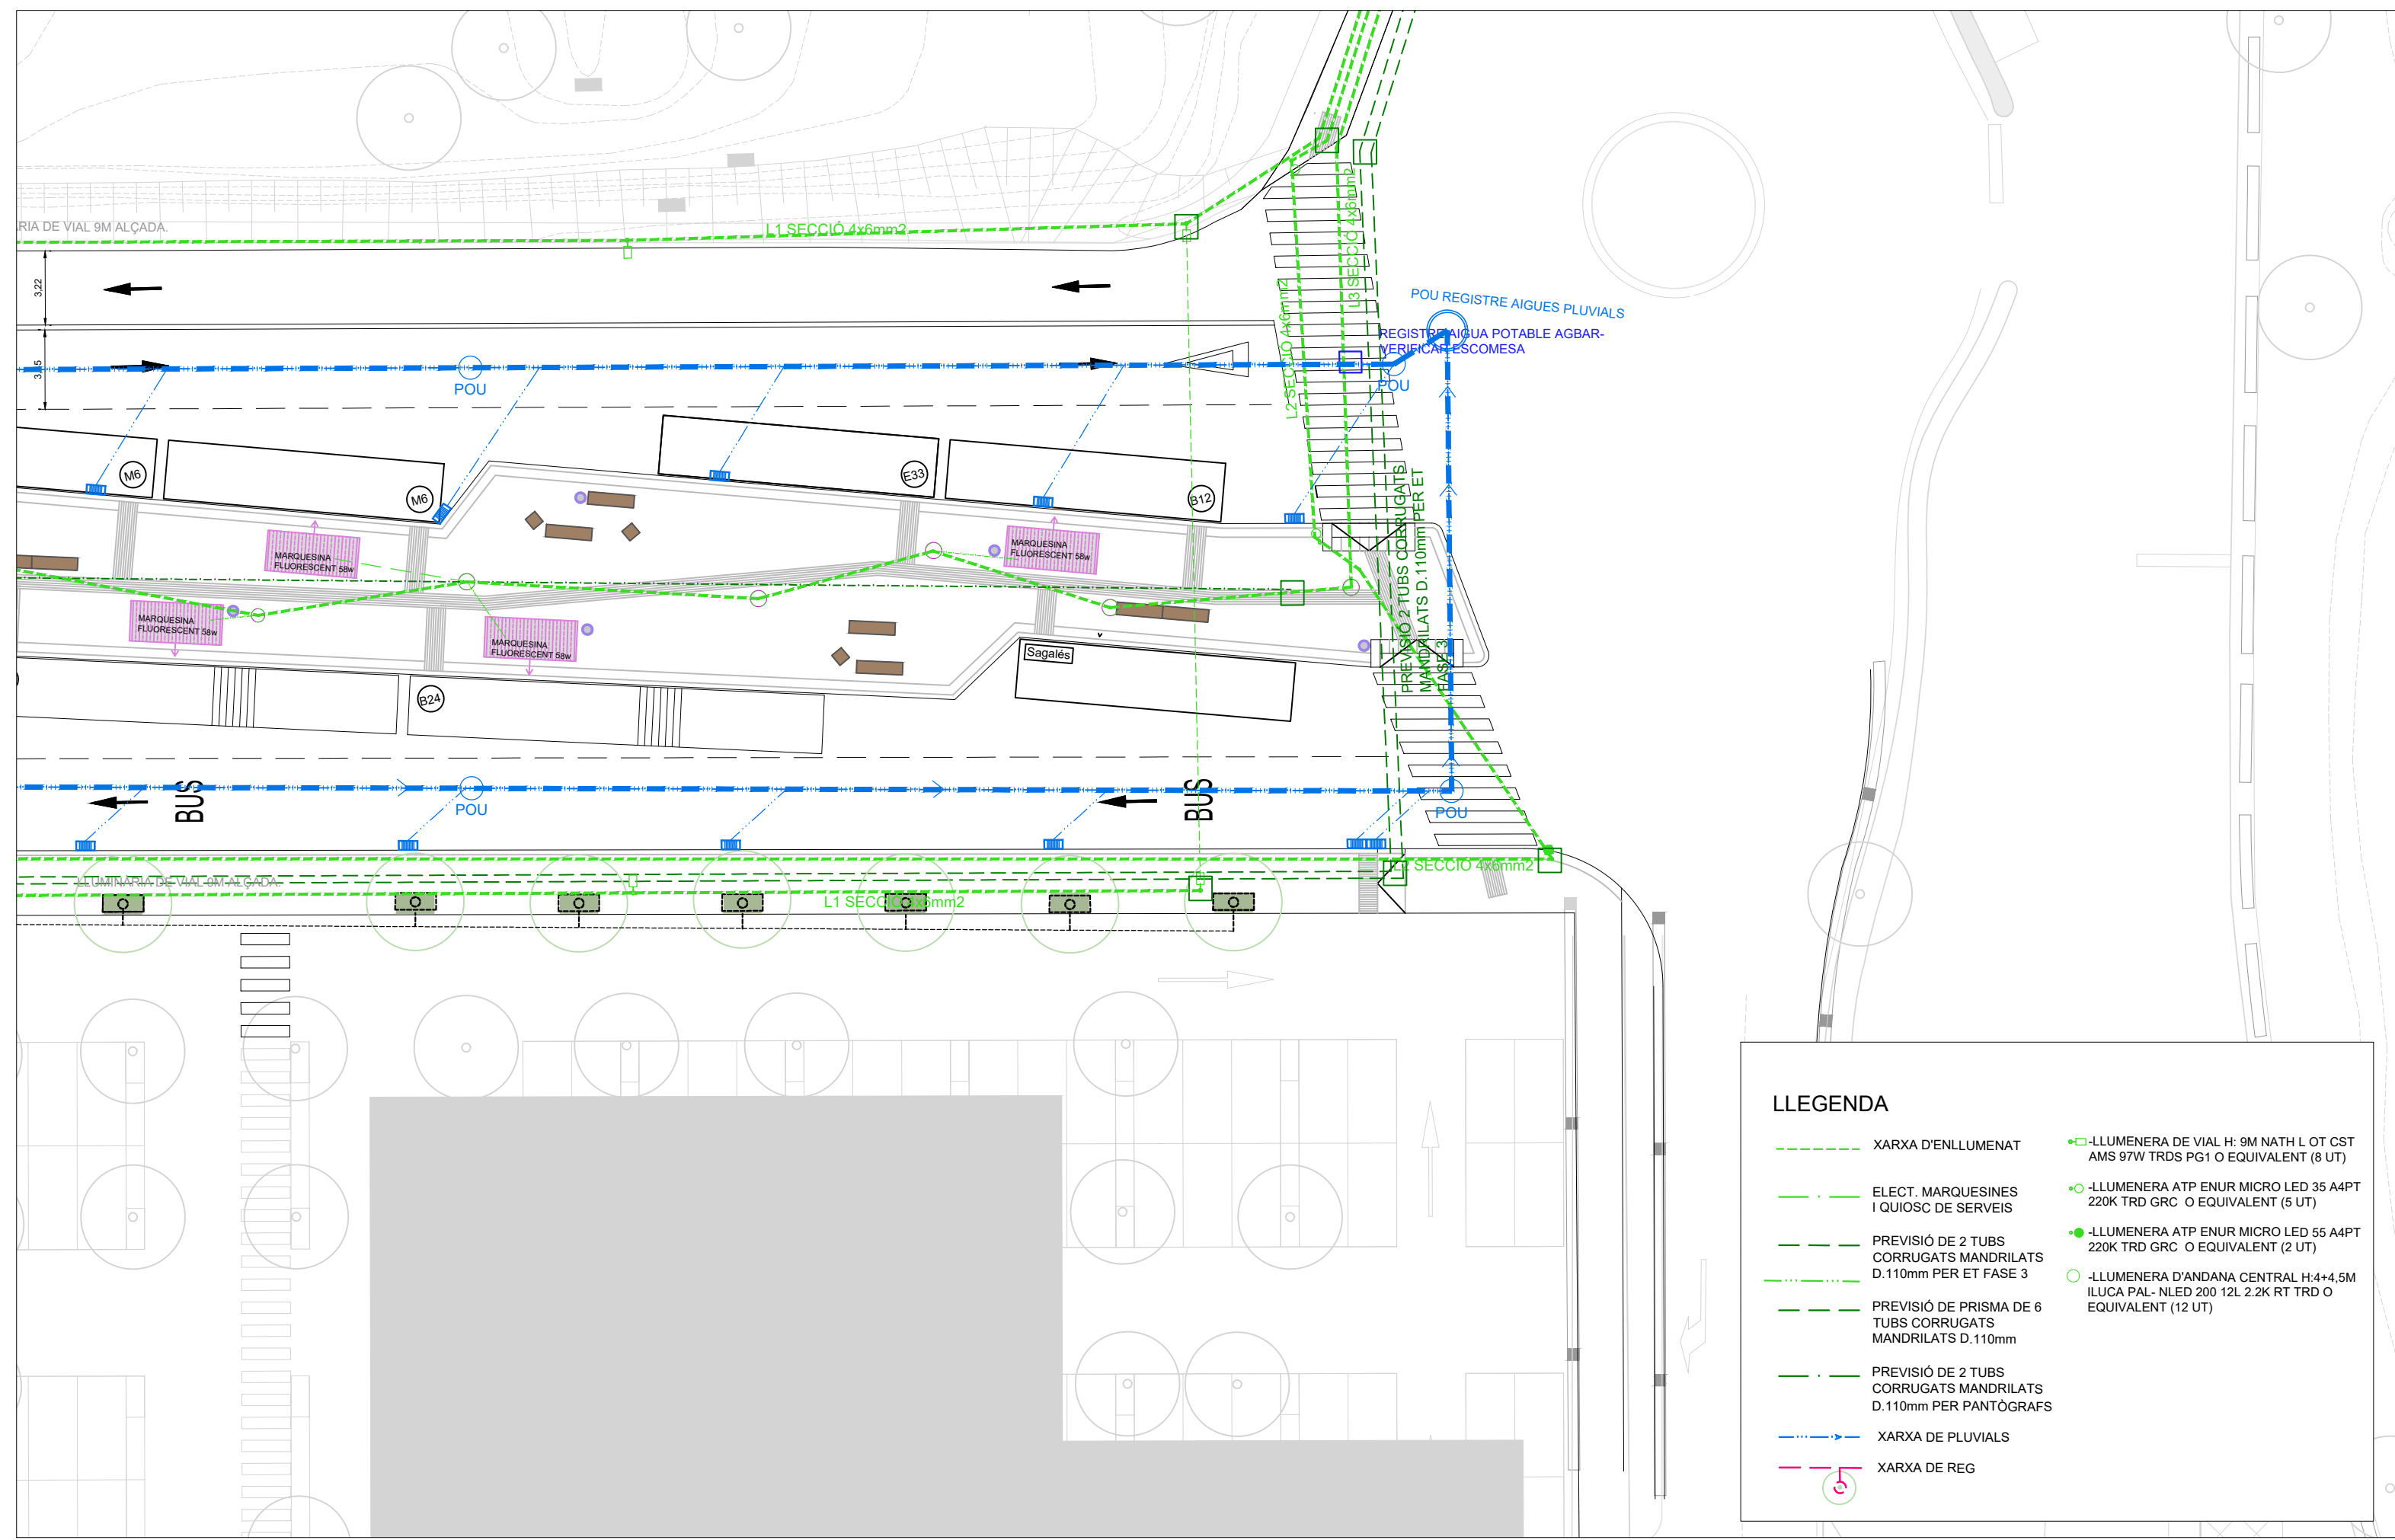 ÀRIA DE VIAL 9M ALÇADA.
L1 SECCIÓ 4x6mm2
L3 SECCIÓ 4x6mm2
L2 SECCIÓ 4x6mm2
3,22
POU REGISTRE AIGUES PLUVIALS
REGISTRE AIGUA POTABLE AGBAR-
VERIFICAR ESCOMESA
POU
POU
M6
M6
E33
B12
MARQUESINA
FLUORESCENT 58w
MARQUESINA
FLUORESCENT 58w
MARQUESINA
FLUORESCENT 58w
MARQUESINA
FLUORESCENT 58w
PREVISIÓ 2 TUBS CORRUGATS
MANDRILATS D.110mm PER ET
FASE 3
Sagalés
B24
BUS
BUS
POU
POU
L2 SECCIÓ 4x6mm2
LLUMINARIA DE VIAL 9M ALÇADA.
L1 SECCIÓ 4x6mm2
LLEGENDA
XARXA D'ENLLUMENAT
ELECT. MARQUESINES
I QUIOSC DE SERVEIS
PREVISIÓ DE 2 TUBS
CORRUGATS MANDRILATS
D.110mm PER ET FASE 3
PREVISIÓ DE PRISMA DE 6
TUBS CORRUGATS
MANDRILATS D.110mm
PREVISIÓ DE 2 TUBS
CORRUGATS MANDRILATS
D.110mm PER PANTÒGRAFS
XARXA DE PLUVIALS
XARXA DE REG
-LLUMENERA DE VIAL H: 9M NATH L OT CST
AMS 97W TRDS PG1 O EQUIVALENT (8 UT)
-LLUMENERA ATP ENUR MICRO LED 35 A4PT
220K TRD GRC O EQUIVALENT (5 UT)
-LLUMENERA ATP ENUR MICRO LED 55 A4PT
220K TRD GRC O EQUIVALENT (2 UT)
-LLUMENERA D'ANDANA CENTRAL H:4+4,5M
ILUCA PAL- NLED 200 12L 2.2K RT TRD O
EQUIVALENT (12 UT)